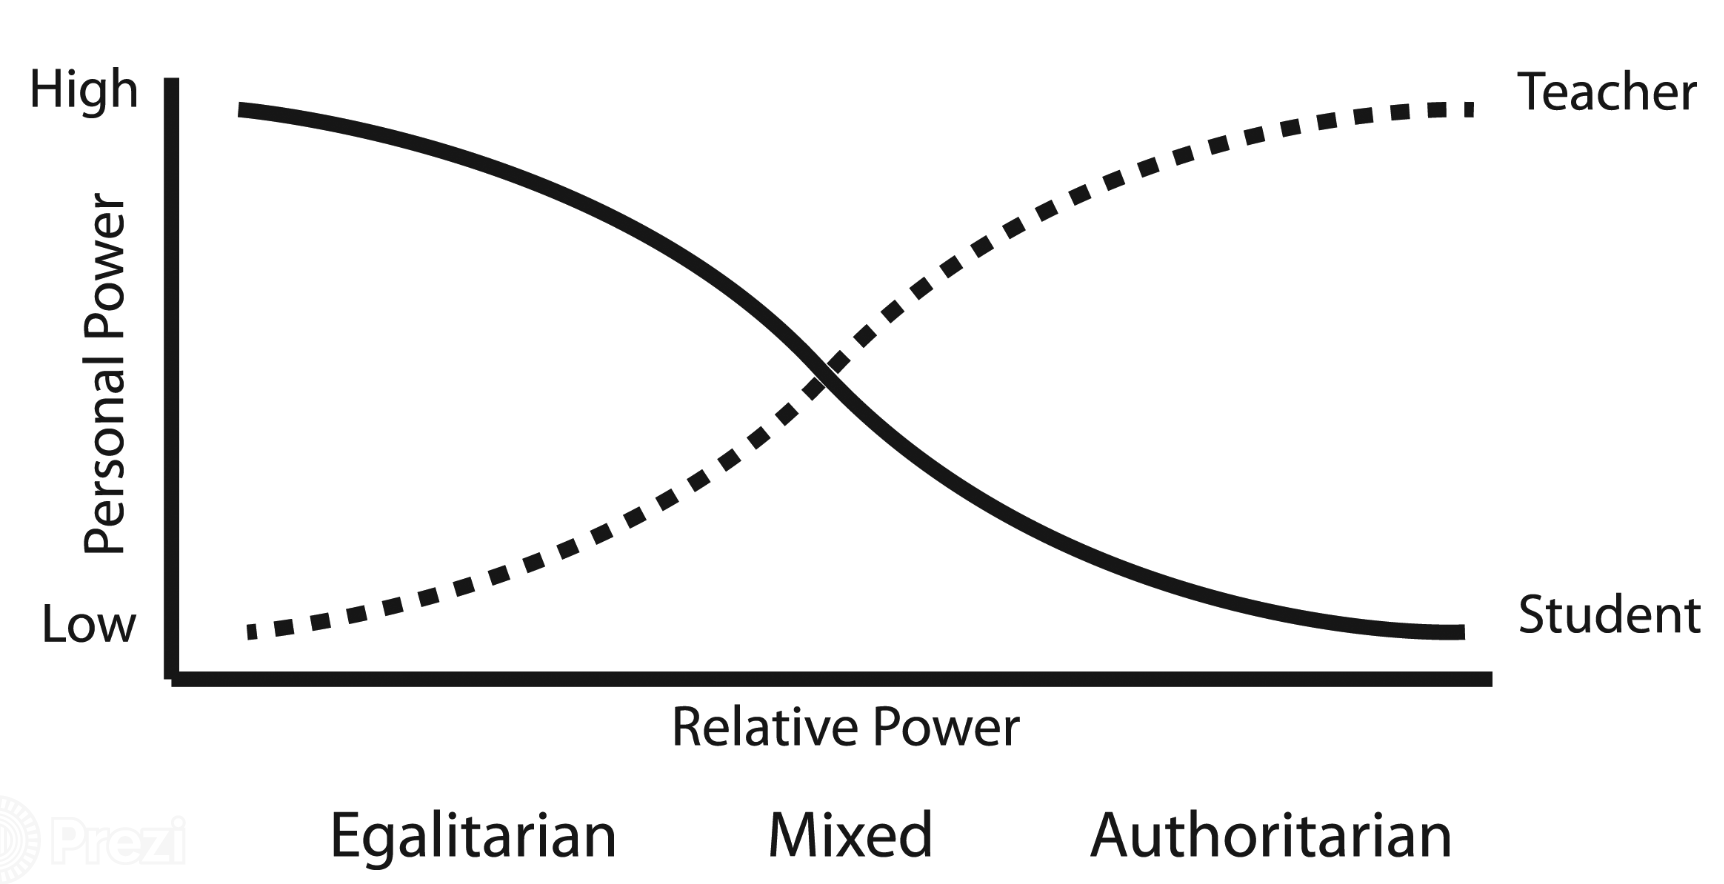 High
Teacher
Personal Power
Low
Student
Relative Power
Egalitarian Mixed Authoritarian
Prezi